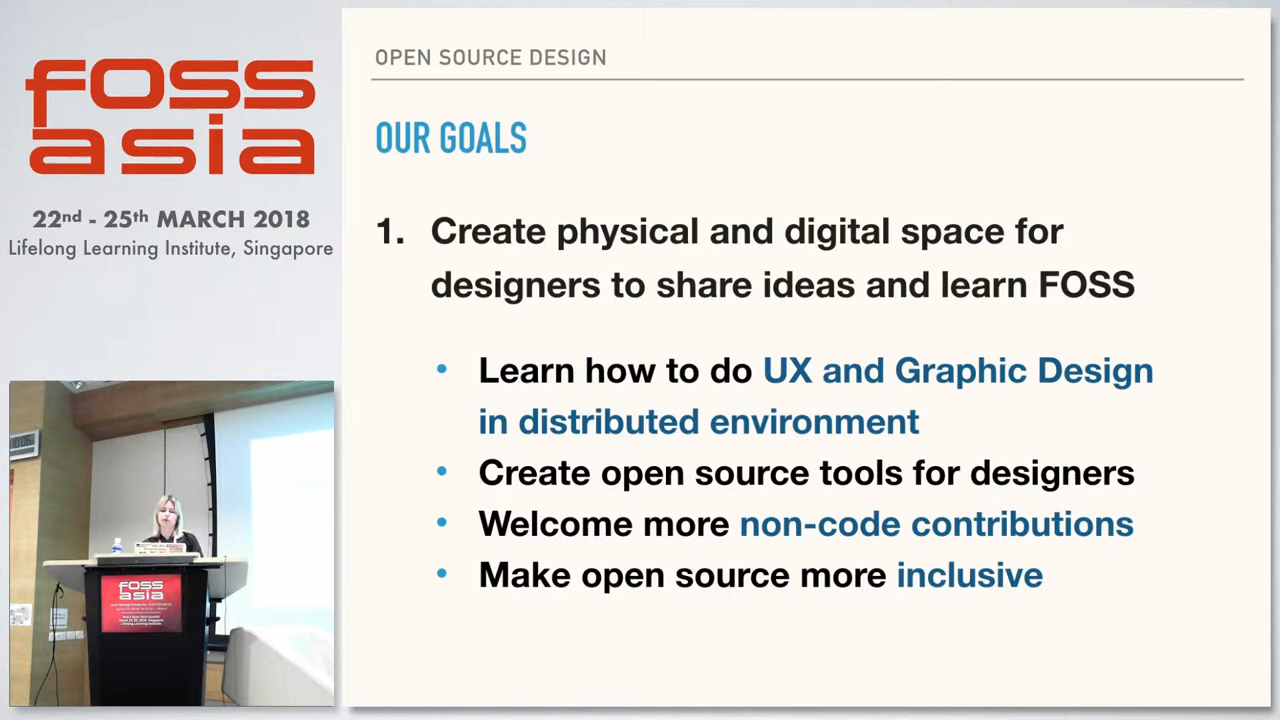 foss
asia
22nd - 25th MARCH 2018
Lifelong Learning Institute, Singapore
OPEN SOURCE DESIGN
OUR GOALS
1. Create physical and digital space for
designers to share ideas and learn FOSS
• Learn how to do UX and Graphic Design
in distributed environment
• Create open source tools for designers
• Welcome more non-code contributions
• Make open source more inclusive
FOSS
ASIA